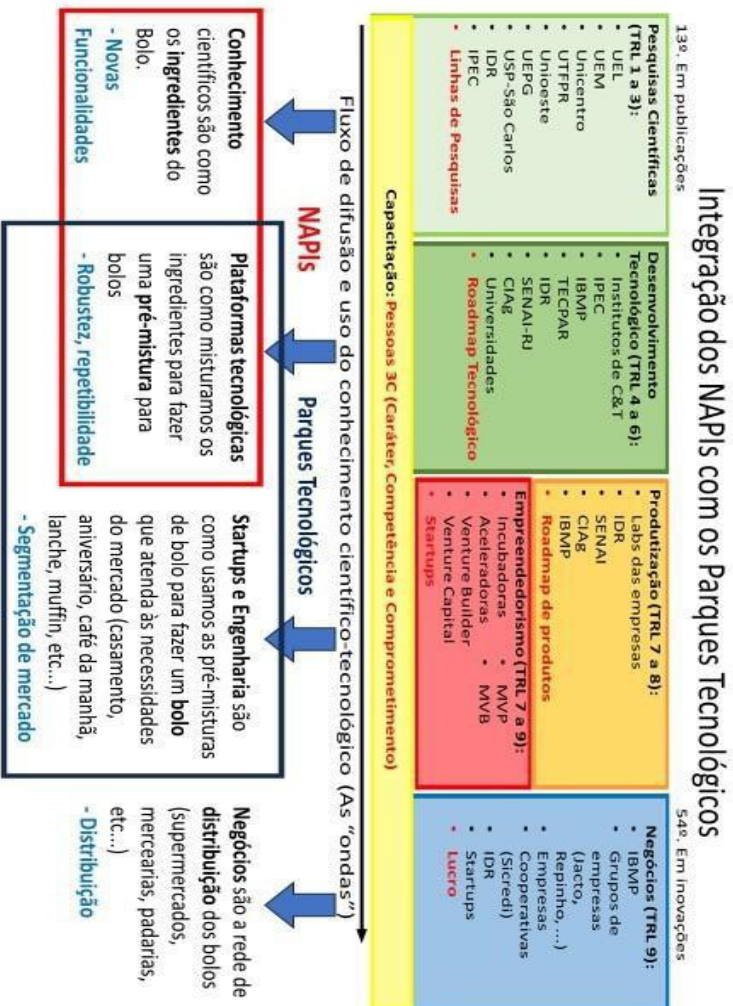 Integração dos NAPIs com os Parques Tecnológicos
13º. Em publicações
54º. Em inovações
Pesquisas Científicas
(TRL 1 a 3):
• UEL
• UEM
• Unicentro
• UTFPR
• Unioeste
• UEPG
• USP-São Carlos
• IDR
• IPEC
• Linhas de Pesquisas
Desenvolvimento
Tecnológico (TRL 4 a 6):
• Institutos de C&T
• IPEC
• IBMP
• TECPAR
• IDR
• SENAI-RJ
• CIAg
• Universidades
• Roadmap Tecnológico
Produtização (TRL 7 a 8):
• Labs das empresas
• IDR
• SENAI
• CIAg
• IBMP
• Roadmap de produtos
Empreendedorismo (TRL 7 a 9):
• Incubadoras • MVP
• Aceleradoras • MVB
• Venture Builder
• Venture Capital
• Startups
Negócios (TRL 9):
• IBMP
• Grupos de
empresas
(Jacto,
Repinho, ...)
• Empresas
• Cooperativas
(Sicredi)
• IDR
• Startups
• Lucro
Capacitação: Pessoas 3C (Caráter, Competência e Comprometimento)
Fluxo de difusão e uso do conhecimento científico-tecnológico (As “ondas”)
NAPIs
Parques Tecnológicos
Conhecimento
científicos são como
os ingredientes do
Bolo.
- Novas
Funcionalidades
Plataformas tecnológicas
são como misturamos os
ingredientes para fazer
uma pré-mistura para
bolos
- Robustez, repetibilidade
Startups e Engenharia são
como usamos as pré-misturas
de bolo para fazer um bolo
que atenda às necessidades
do mercado (casamento,
aniversário, café da manhã,
lanche, muffin, etc...)
- Segmentação de mercado
Negócios são a rede de
distribuição dos bolos
(supermercados,
mercearias, padarias,
etc...)
- Distribuição